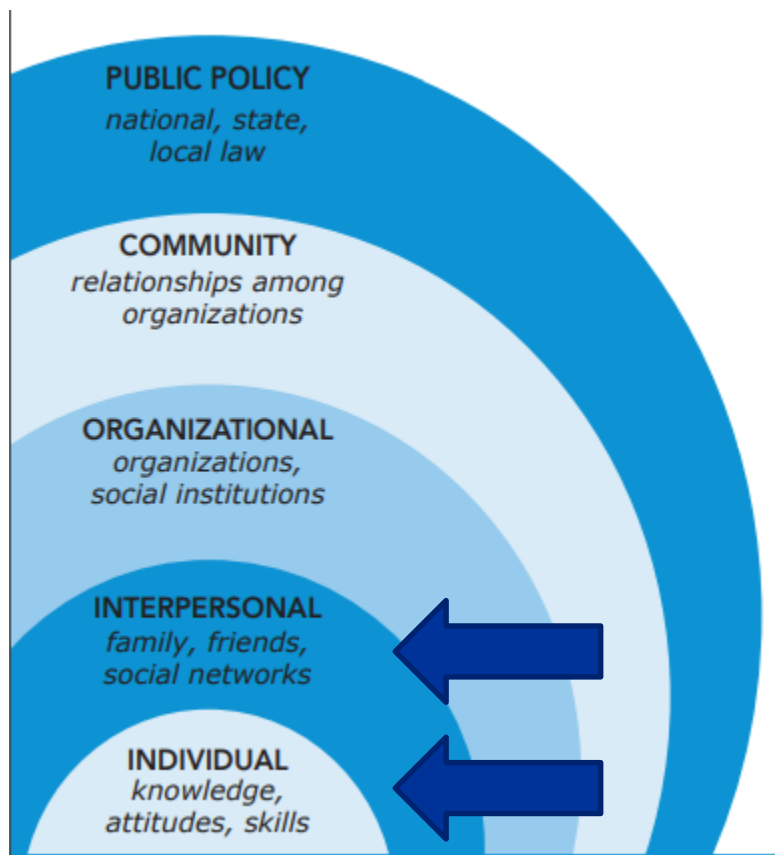 PUBLIC POLICY
national, state,
local law
COMMUNITY
relationships among
organizations
ORGANIZATIONAL
organizations,
social institutions
INTERPERSONAL
family, friends,
social networks
INDIVIDUAL
knowledge,
attitudes, skills